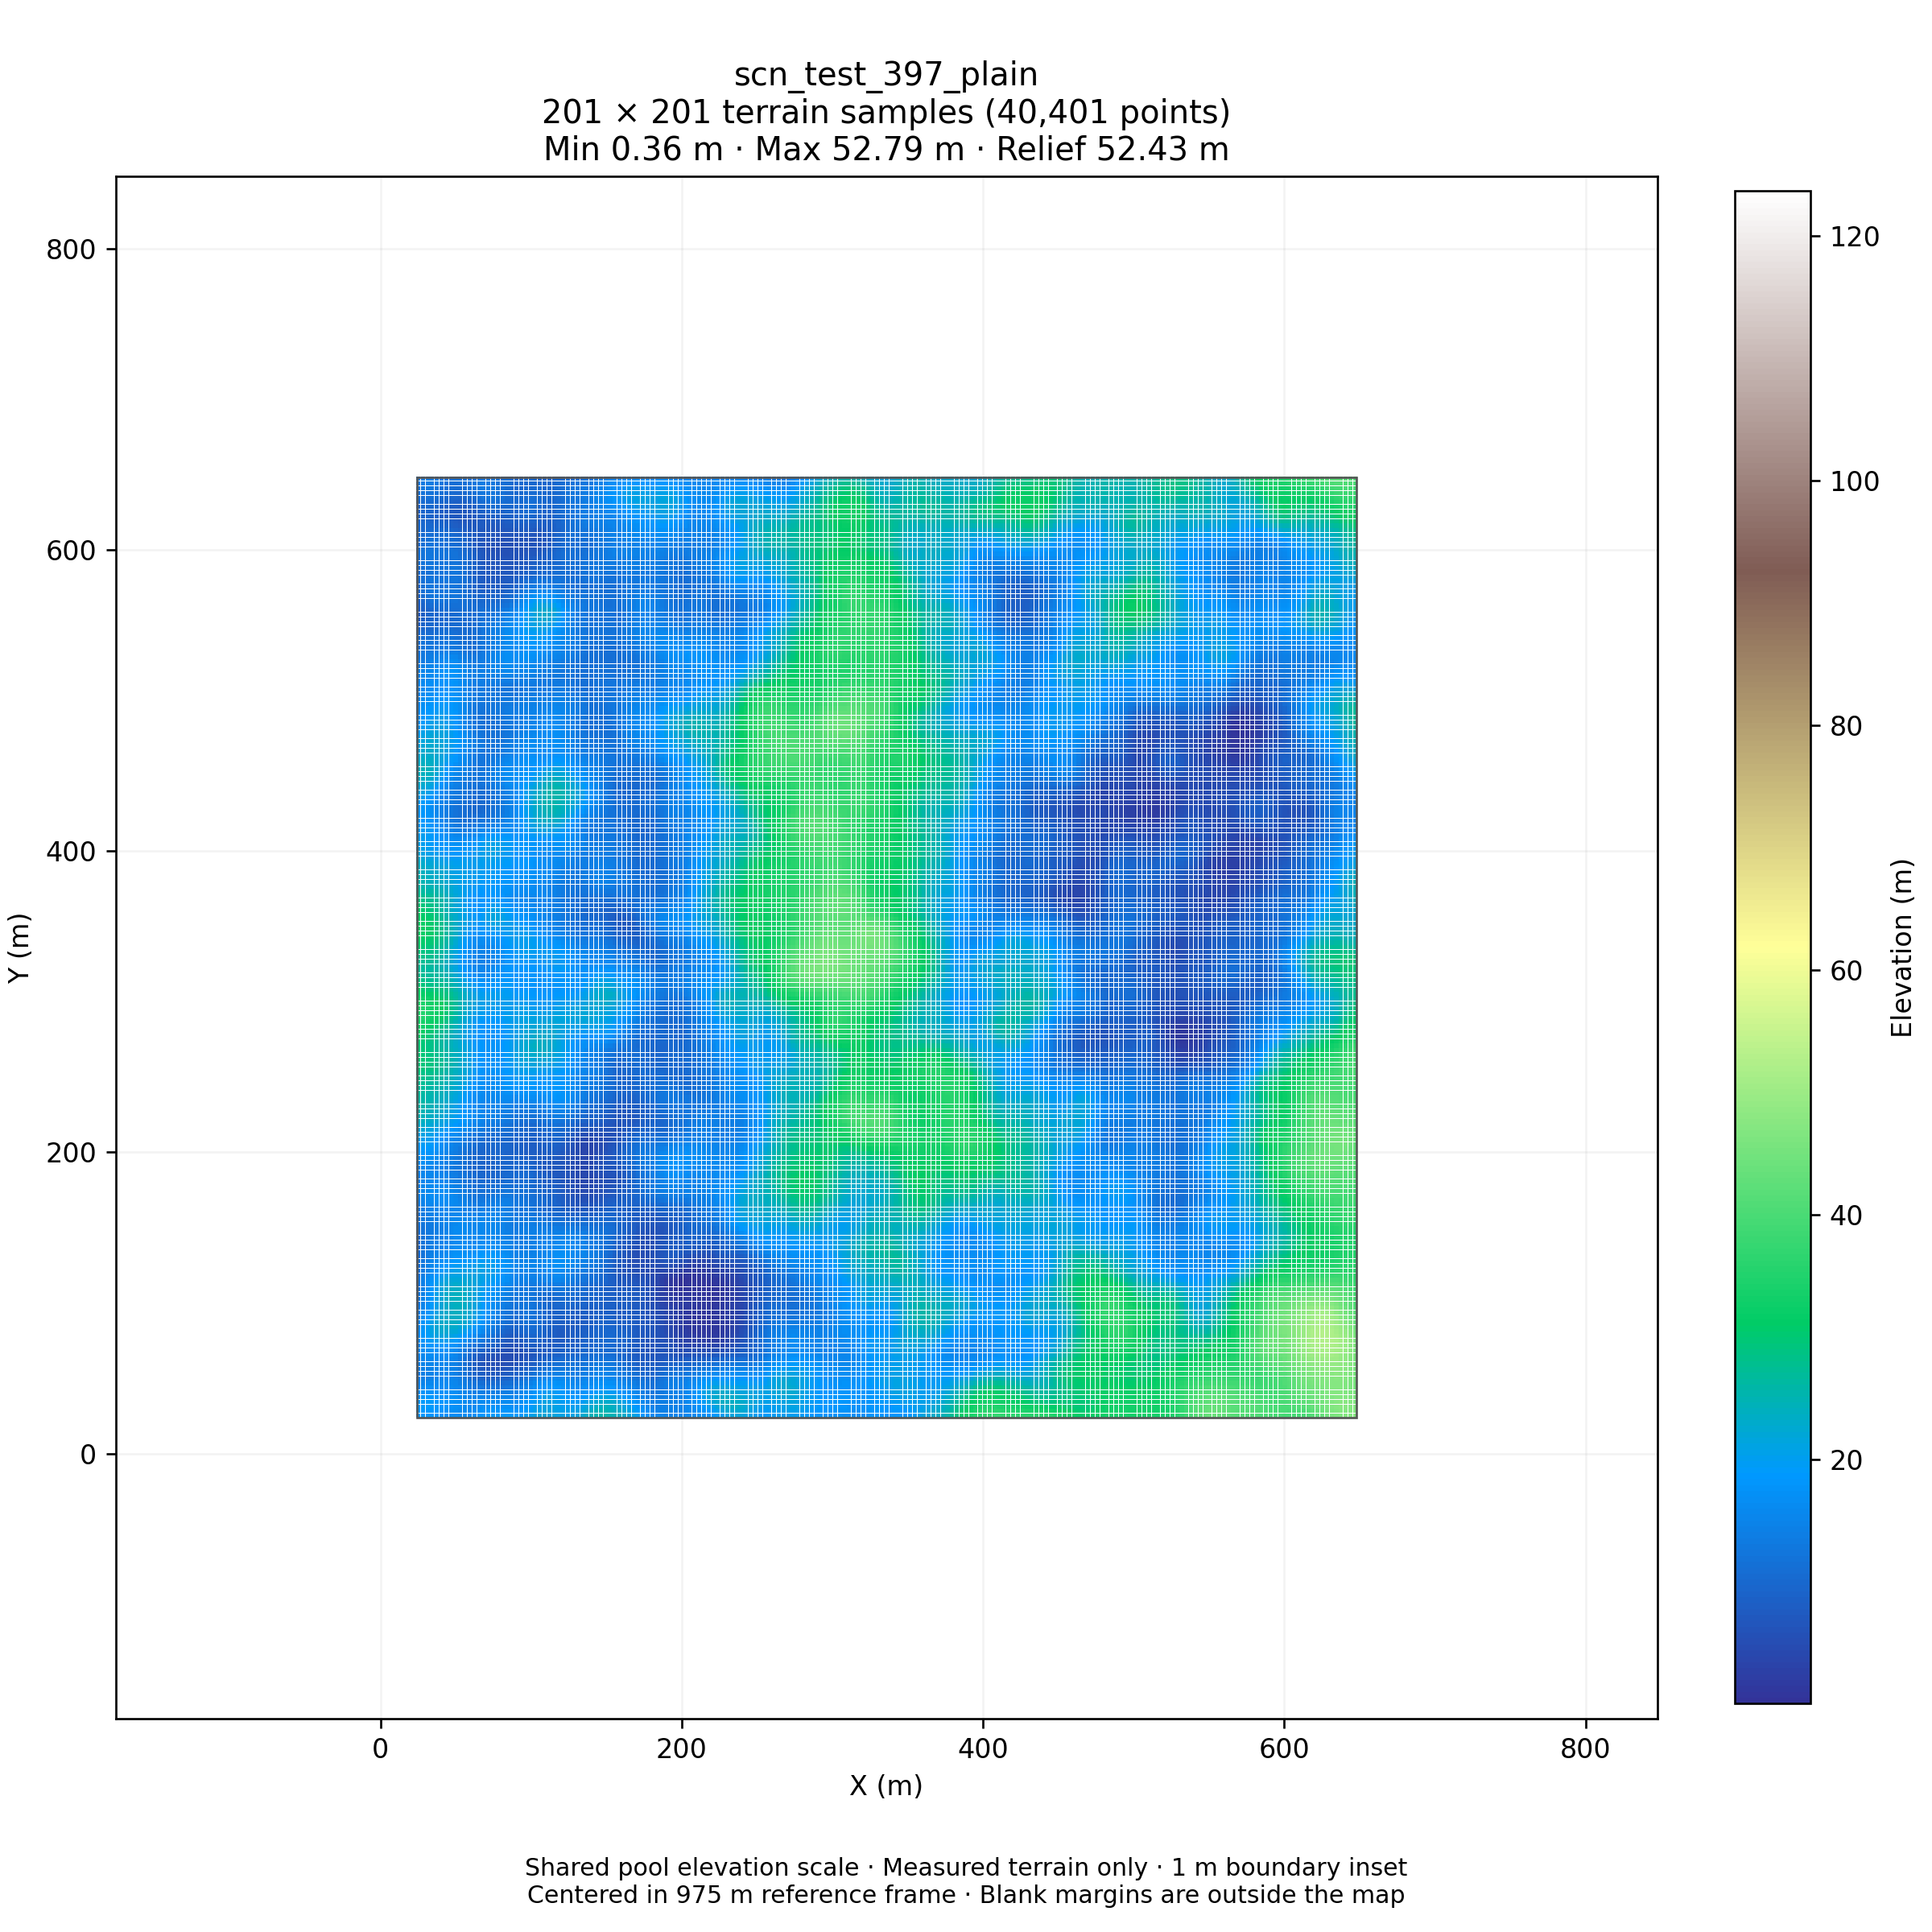 scn_test_397_plain
201 × 201 terrain samples (40,401 points)
Min 0.36 m · Max 52.79 m · Relief 52.43 m
800
600
400
200
0
Y (m)
0
200
400
600
800
X (m)
120
100
80
60
40
20
Elevation (m)
Shared pool elevation scale · Measured terrain only · 1 m boundary inset
Centered in 975 m reference frame · Blank margins are outside the map